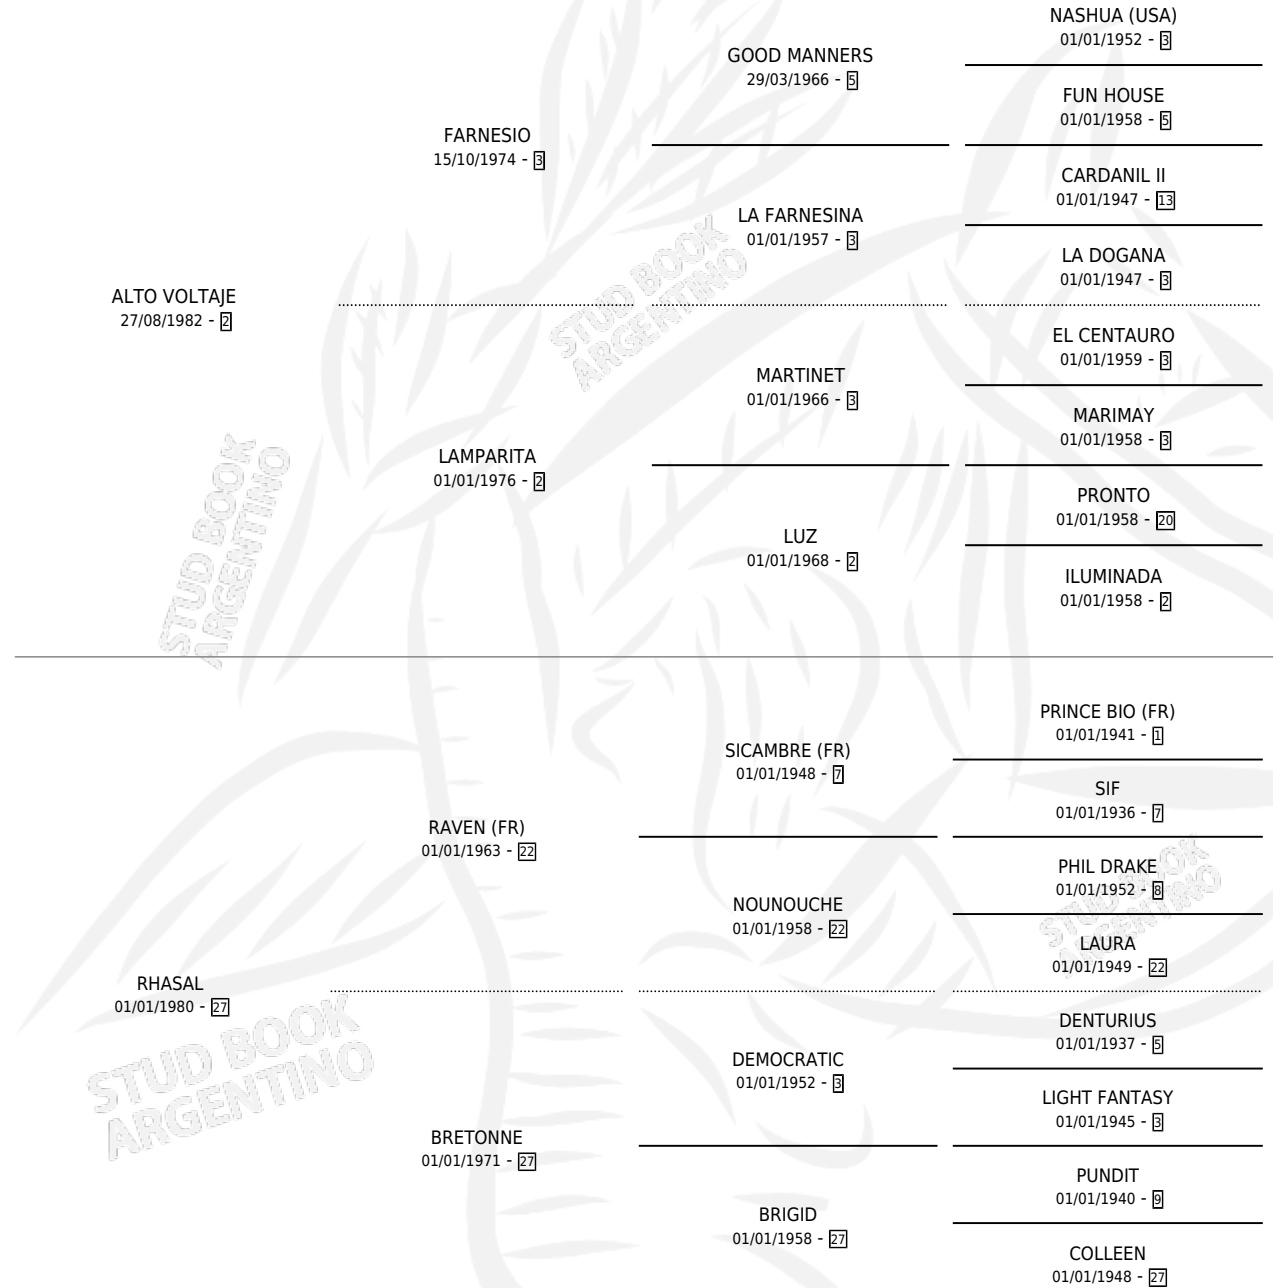 NASHUA (USA)
01/01/1952 - 3
GOOD MANNERS
29/03/1966 - 5
FUN HOUSE
01/01/1958 - 5
FARNESIO
15/10/1974 - 3
CARDANIL II
01/01/1947 - 13
LA FARNESINA
01/01/1957 - 3
LA DOGANA
01/01/1947 - 3
ALTO VOLTAJE
27/08/1982 - 2
EL CENTAURO
01/01/1959 - 3
MARTINET
01/01/1966 - 3
MARIMAY
01/01/1958 - 3
LAMPARITA
01/01/1976 - 2
PRONTO
01/01/1958 - 20
LUZ
01/01/1968 - 2
ILUMINADA
01/01/1958 - 2
PRINCE BIO (FR)
01/01/1941 - 1
SICAMBRE (FR)
01/01/1948 - 7
SIF
01/01/1936 - 7
RAVEN (FR)
01/01/1963 - 22
PHIL DRAKE
01/01/1952 - 8
NOUNOUCHE
01/01/1958 - 22
LAURA
01/01/1949 - 22
RHASAL
01/01/1980 - 27
DENTURIUS
01/01/1937 - 5
DEMOCRATIC
01/01/1952 - 3
LIGHT FANTASY
01/01/1945 - 3
BRETONNE
01/01/1971 - 27
PUNDIT
01/01/1940 - 9
BRIGID
01/01/1958 - 27
COLLEEN
01/01/1948 - 27
STUD BOOK
ARGENTINO
STUD BOOK
ARGENTINO
STUD BOOK
ARGENTINO
STUD BOOK
ARGENTINO